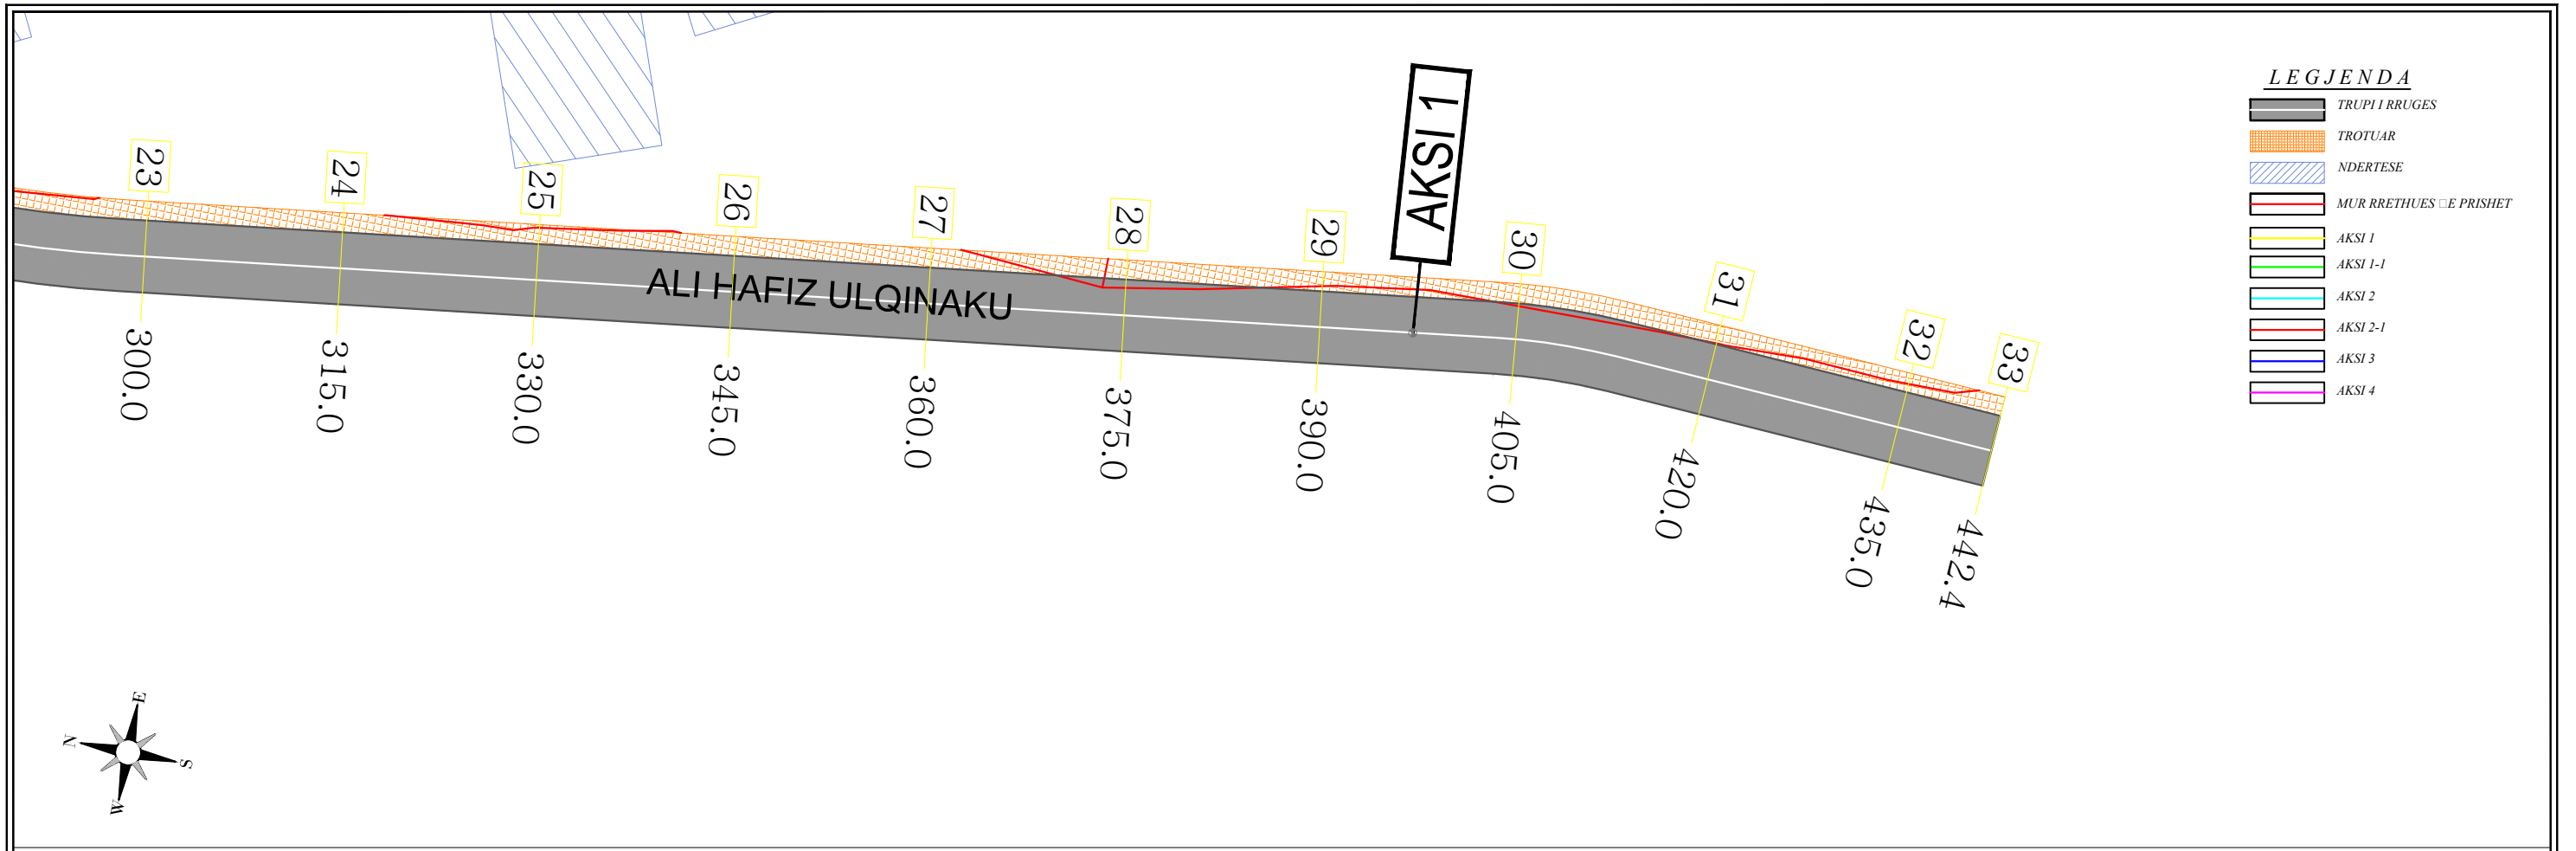 AKSI 1
23
24
25
26
27
28
29
30
31
32
33
ALI HAFIZ ULQINAKU
300.0
315.0
330.0
345.0
360.0
375.0
390.0
405.0
420.0
435.0
442.4
N
E
S
W
LEGJENDA
TRUPI I RRUGES
TROTUAR
NDERTESE
MUR RRETHUES □E PRISHET
AKSI 1
AKSI 1-1
AKSI 2
AKSI 2-1
AKSI 3
AKSI 4